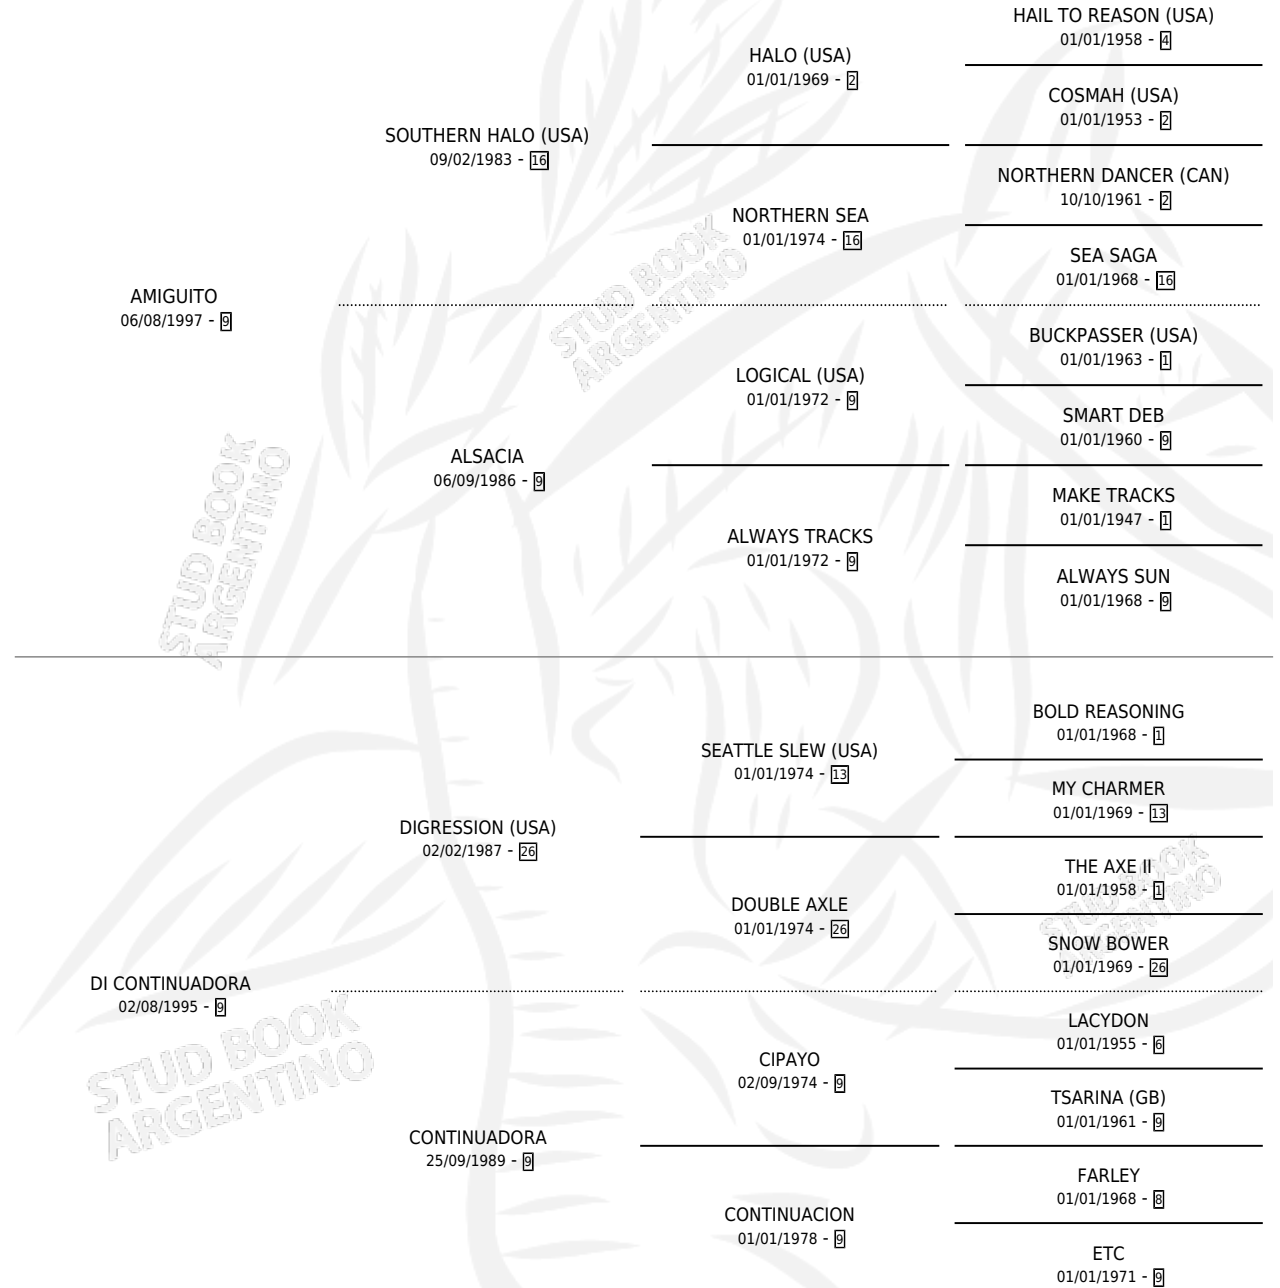 HAIL TO REASON (USA)
01/01/1958 - 4
HALO (USA)
01/01/1969 - 2
COSMAH (USA)
01/01/1953 - 2
SOUTHERN HALO (USA)
09/02/1983 - 16
NORTHERN DANCER (CAN)
10/10/1961 - 2
NORTHERN SEA
01/01/1974 - 16
SEA SAGA
01/01/1968 - 16
AMIGUITO
06/08/1997 - 9
STUD BOOK
ARGENTINO
BUCKPASSER (USA)
01/01/1963 - 1
LOGICAL (USA)
01/01/1972 - 9
SMART DEB
01/01/1960 - 9
ALSACIA
06/09/1986 - 9
MAKE TRACKS
01/01/1947 - 1
ALWAYS TRACKS
01/01/1972 - 9
ALWAYS SUN
01/01/1968 - 9
STUD BOOK
ARGENTINO
BOLD REASONING
01/01/1968 - 1
SEATTLE SLEW (USA)
01/01/1974 - 13
MY CHARMER
01/01/1969 - 13
DIGRESSION (USA)
02/02/1987 - 26
THE AXE II
01/01/1958 - 1
DOUBLE AXLE
01/01/1974 - 26
STUD BOOK
ARGENTINO
SNOW BOWER
01/01/1969 - 26
DI CONTINUADORA
02/08/1995 - 9
LACYDON
01/01/1955 - 6
CIPAYO
02/09/1974 - 9
TSARINA (GB)
01/01/1961 - 9
STUD BOOK
ARGENTINO
CONTINUADORA
25/09/1989 - 9
FARLEY
01/01/1968 - 8
CONTINUACION
01/01/1978 - 9
ETC
01/01/1971 - 9